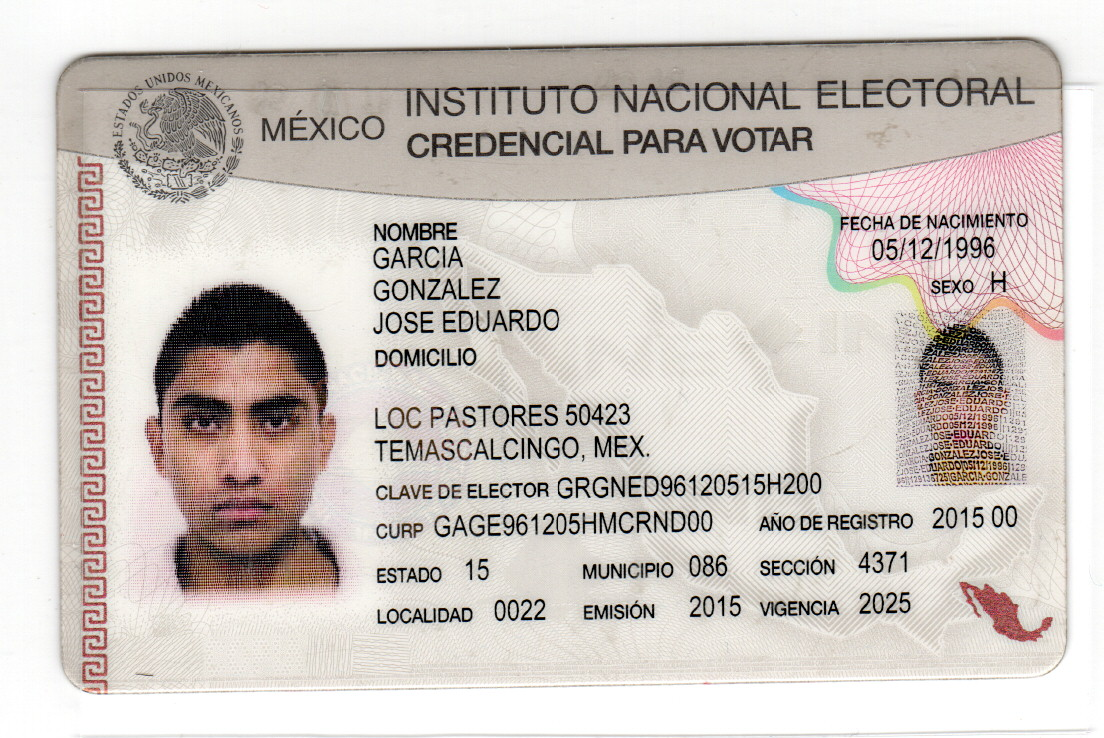 ESTADOS UNIDOS MEXICANOS
MÉXICO
INSTITUTO NACIONAL ELECTORAL
CREDENCIAL PARA VOTAR
NOMBRE
GARCIA
GONZALEZ
JOSE EDUARDO
FECHA DE NACIMIENTO
05/12/1996
SEXO H
DOMICILIO
LOC PASTORES 50423
TEMASCALCINGO, MEX.
CLAVE DE ELECTOR GRGNED96120515H200
CURP GAGE961205HMCRND00 AÑO DE REGISTRO 2015 00
ESTADO 15 MUNICIPIO 086 SECCIÓN 4371
LOCALIDAD 0022 EMISIÓN 2015 VIGENCIA 2025